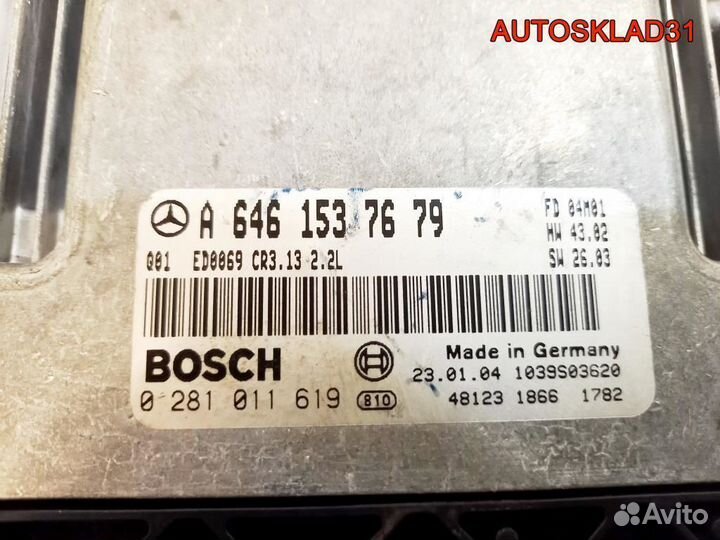 AUTOSKLAD31
A 646 153 76 79
FD 04M01
HW 43.02
Q01 ED0069 CR3.13 2.2L
SW 26.03
BOSCH
Made in Germany
23.01.04 1039S03620
0 281 011 619 810
48123 1866 1782
Avito